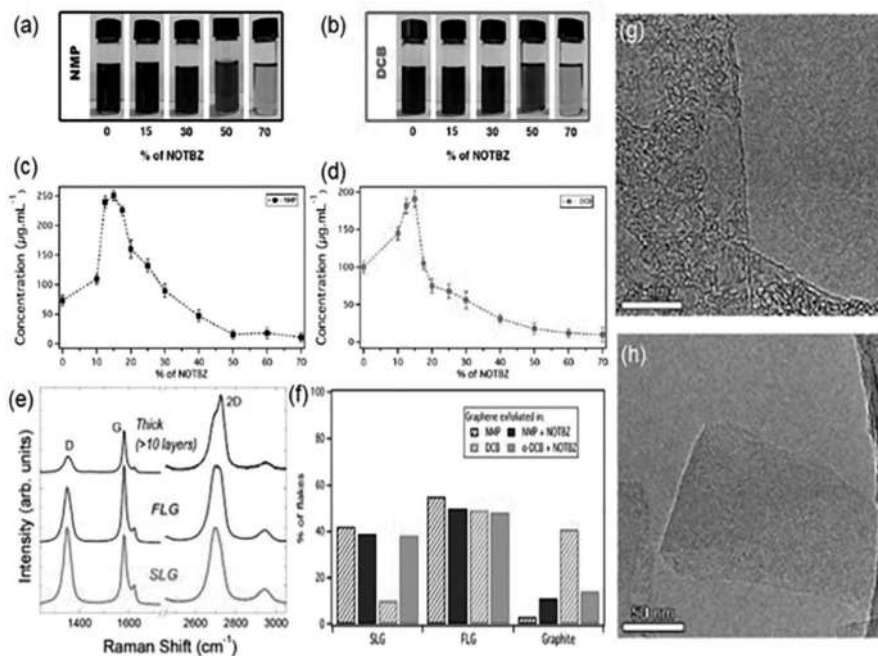 (a)
NMP
0 15 30 50 70
% of NOTBZ
(b)
DCB
0 15 30 50 70
% of NOTBZ
(c)
Concentration (µg.mL⁻¹)
250
200
150
100
50
0
NMP
0 10 20 30 40 50 60 70
% of NOTBZ
(d)
Concentration (µg.mL⁻¹)
200
150
100
50
0
DCB
0 10 20 30 40 50 60 70
% of NOTBZ
(e)
Intensity (arb. units)
D
G
2D
Thick
(>10 layers)
FLG
SLG
1400 1600 2600 2800 3000
Raman Shift (cm⁻¹)
(f)
% of flakes
100
80
60
40
20
0
Graphene exfoliated in:
NMP NMP + NOTBZ
DCB o-DCB + NOTBZ
SLG FLG Graphite
(g)
(h)
50 nm